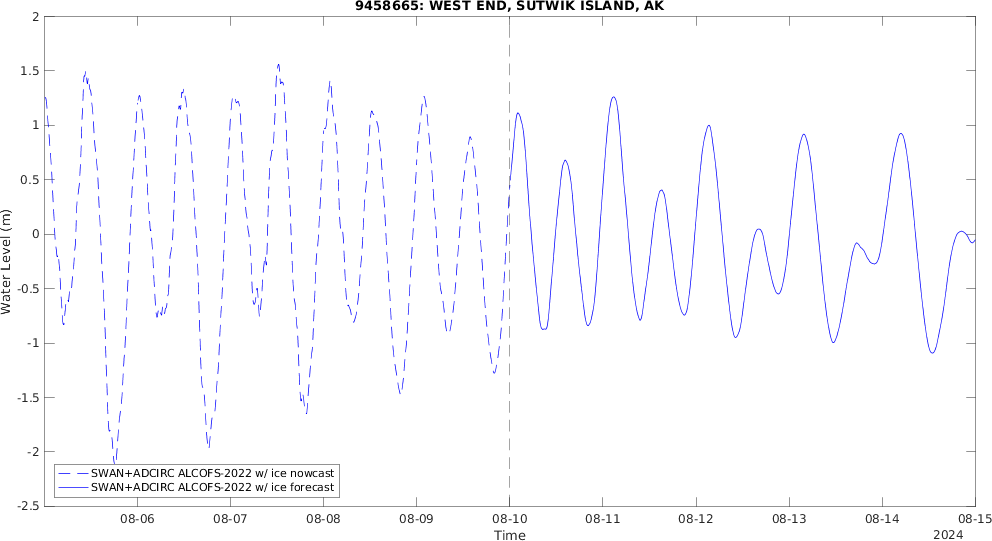 9458665: WEST END, SUTWIK ISLAND, AK
2
1.5
1
0.5
0
-0.5
-1
-1.5
-2
-2.5
Water Level (m)
SWAN+ADCIRC ALCOFS-2022 w/ ice nowcast
SWAN+ADCIRC ALCOFS-2022 w/ ice forecast
08-06 08-07 08-08 08-09 08-10 08-11 08-12 08-13 08-14 08-15
Time
2024